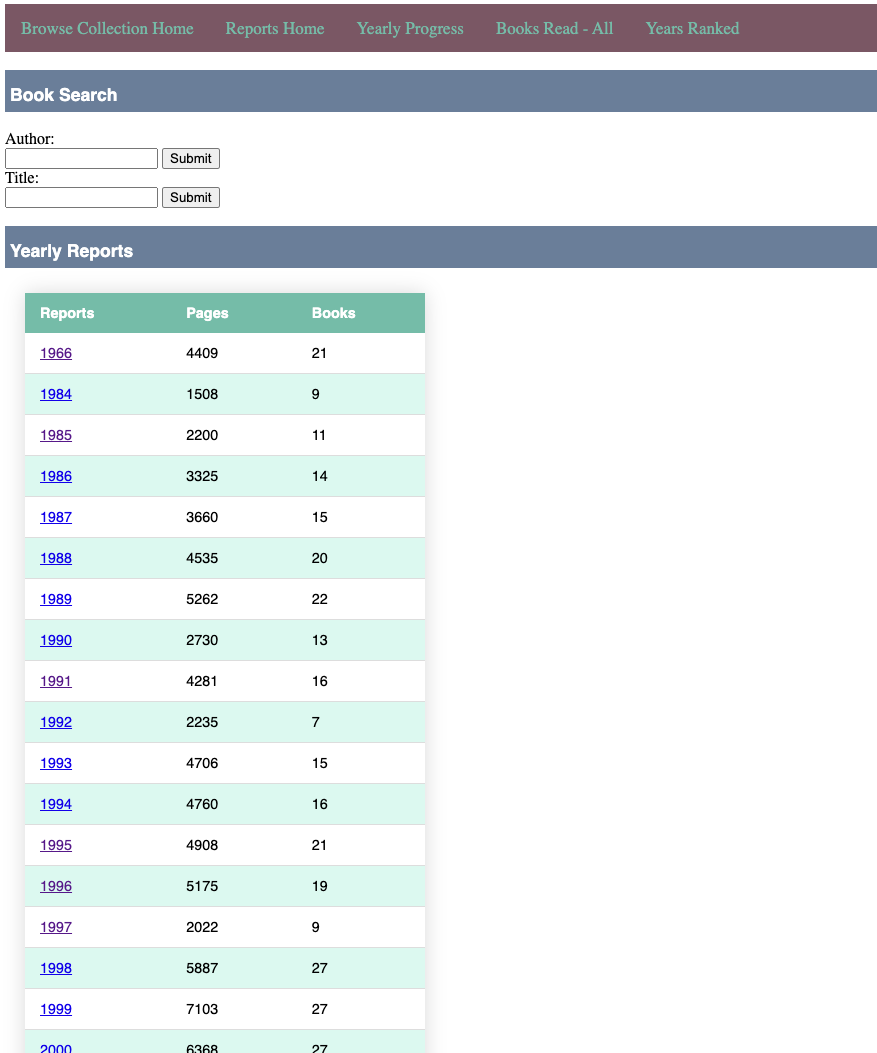 Browse Collection Home Reports Home Yearly Progress Books Read - All Years Ranked
Book Search
Author:
Submit
Title:
Submit
Yearly Reports
Reports Pages Books
1966 4409 21
1984 1508 9
1985 2200 11
1986 3325 14
1987 3660 15
1988 4535 20
1989 5262 22
1990 2730 13
1991 4281 16
1992 2235 7
1993 4706 15
1994 4760 16
1995 4908 21
1996 5175 19
1997 2022 9
1998 5887 27
1999 7103 27
2000 6368 27